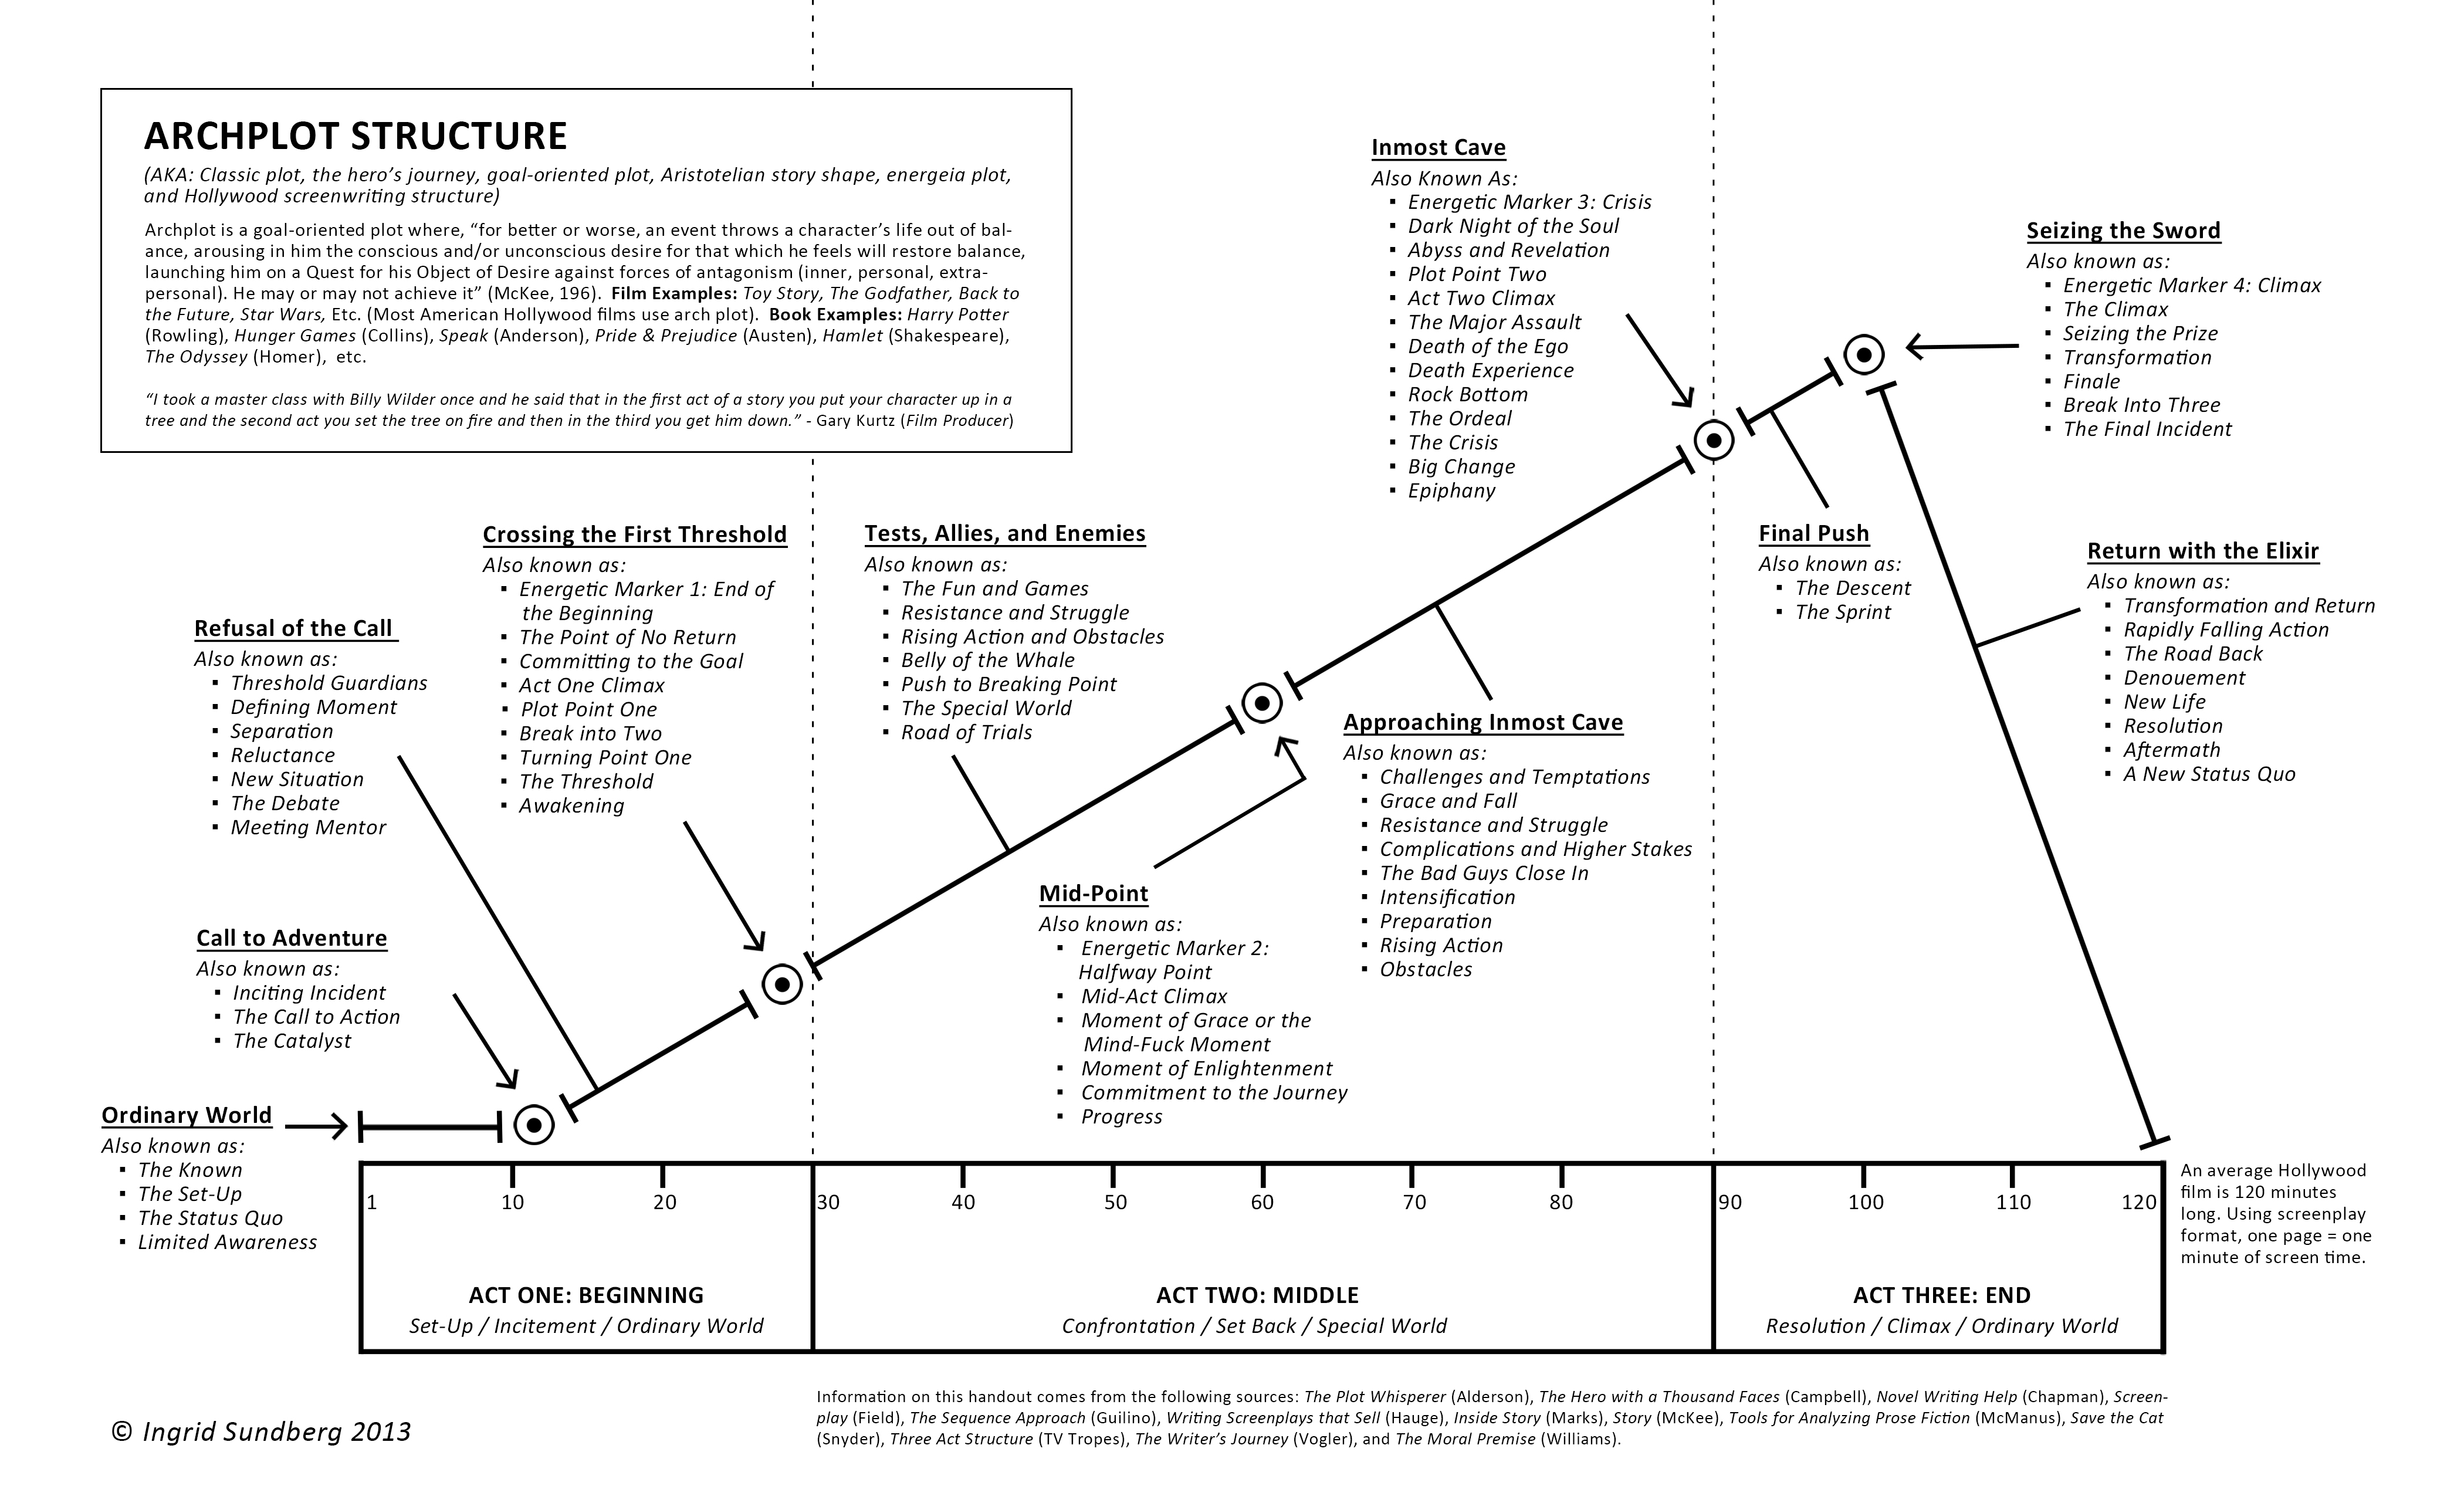 ARCHPLOT STRUCTURE
(AKA: Classic plot, the hero’s journey, goal-oriented plot, Aristotelian story shape, energeia plot,
and Hollywood screenwriting structure)
Archplot is a goal-oriented plot where, “for better or worse, an event throws a character’s life out of bal-
ance, arousing in him the conscious and/or unconscious desire for that which he feels will restore balance,
launching him on a Quest for his Object of Desire against forces of antagonism (inner, personal, extra-
personal). He may or may not achieve it” (McKee, 196). Film Examples: Toy Story, The Godfather, Back to
the Future, Star Wars, Etc. (Most American Hollywood films use arch plot). Book Examples: Harry Potter
(Rowling), Hunger Games (Collins), Speak (Anderson), Pride & Prejudice (Austen), Hamlet (Shakespeare),
The Odyssey (Homer), etc.
“I took a master class with Billy Wilder once and he said that in the first act of a story you put your character up in a
tree and the second act you set the tree on fire and then in the third you get him down.” - Gary Kurtz (Film Producer)
Ordinary World
Also known as:
▪ The Known
▪ The Set-Up
▪ The Status Quo
▪ Limited Awareness
Call to Adventure
Also known as:
▪ Inciting Incident
▪ The Call to Action
▪ The Catalyst
Refusal of the Call
Also known as:
▪ Threshold Guardians
▪ Defining Moment
▪ Separation
▪ Reluctance
▪ New Situation
▪ The Debate
▪ Meeting Mentor
Crossing the First Threshold
Also known as:
▪ Energetic Marker 1: End of
the Beginning
▪ The Point of No Return
▪ Committing to the Goal
▪ Act One Climax
▪ Plot Point One
▪ Break into Two
▪ Turning Point One
▪ The Threshold
▪ Awakening
Tests, Allies, and Enemies
Also known as:
▪ The Fun and Games
▪ Resistance and Struggle
▪ Rising Action and Obstacles
▪ Belly of the Whale
▪ Push to Breaking Point
▪ The Special World
▪ Road of Trials
Mid-Point
Also known as:
▪ Energetic Marker 2:
Halfway Point
▪ Mid-Act Climax
▪ Moment of Grace or the
Mind-Fuck Moment
▪ Moment of Enlightenment
▪ Commitment to the Journey
▪ Progress
Approaching Inmost Cave
Also known as:
▪ Challenges and Temptations
▪ Grace and Fall
▪ Resistance and Struggle
▪ Complications and Higher Stakes
▪ The Bad Guys Close In
▪ Intensification
▪ Preparation
▪ Rising Action
▪ Obstacles
Inmost Cave
Also Known As:
▪ Energetic Marker 3: Crisis
▪ Dark Night of the Soul
▪ Abyss and Revelation
▪ Plot Point Two
▪ Act Two Climax
▪ The Major Assault
▪ Death of the Ego
▪ Death Experience
▪ Rock Bottom
▪ The Ordeal
▪ The Crisis
▪ Big Change
▪ Epiphany
Final Push
Also known as:
▪ The Descent
▪ The Sprint
Seizing the Sword
Also known as:
▪ Energetic Marker 4: Climax
▪ The Climax
▪ Seizing the Prize
▪ Transformation
▪ Finale
▪ Break Into Three
▪ The Final Incident
Return with the Elixir
Also known as:
▪ Transformation and Return
▪ Rapidly Falling Action
▪ The Road Back
▪ Denouement
▪ New Life
▪ Resolution
▪ Aftermath
▪ A New Status Quo
1 10 20 30 40 50 60 70 80 90 100 110 120
ACT ONE: BEGINNING
Set-Up / Incitement / Ordinary World
ACT TWO: MIDDLE
Confrontation / Set Back / Special World
ACT THREE: END
Resolution / Climax / Ordinary World
An average Hollywood
film is 120 minutes
long. Using screenplay
format, one page = one
minute of screen time.
© Ingrid Sundberg 2013
Information on this handout comes from the following sources: The Plot Whisperer (Alderson), The Hero with a Thousand Faces (Campbell), Novel Writing Help (Chapman), Screen-
play (Field), The Sequence Approach (Guilino), Writing Screenplays that Sell (Hauge), Inside Story (Marks), Story (McKee), Tools for Analyzing Prose Fiction (McManus), Save the Cat
(Snyder), Three Act Structure (TV Tropes), The Writer’s Journey (Vogler), and The Moral Premise (Williams).